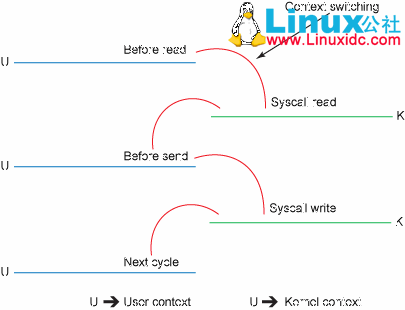 Context switching
Linux公社
www.Linuxidc.com
Before read
U
Syscall read
K
Before send
U
Syscall write
K
Next cycle
U
U → User context
U → Kernel context